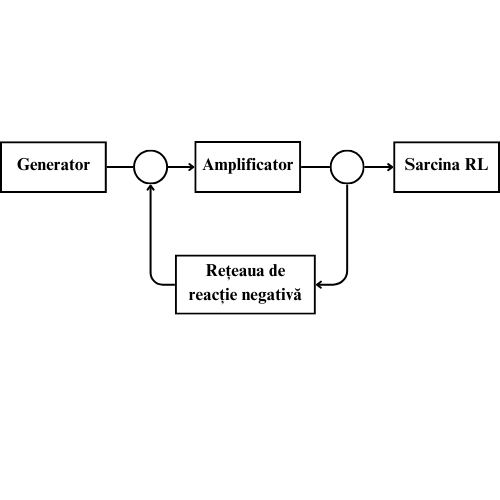 Generator
Amplificator
Sarcina RL
Rețeaua de
reacție negativă